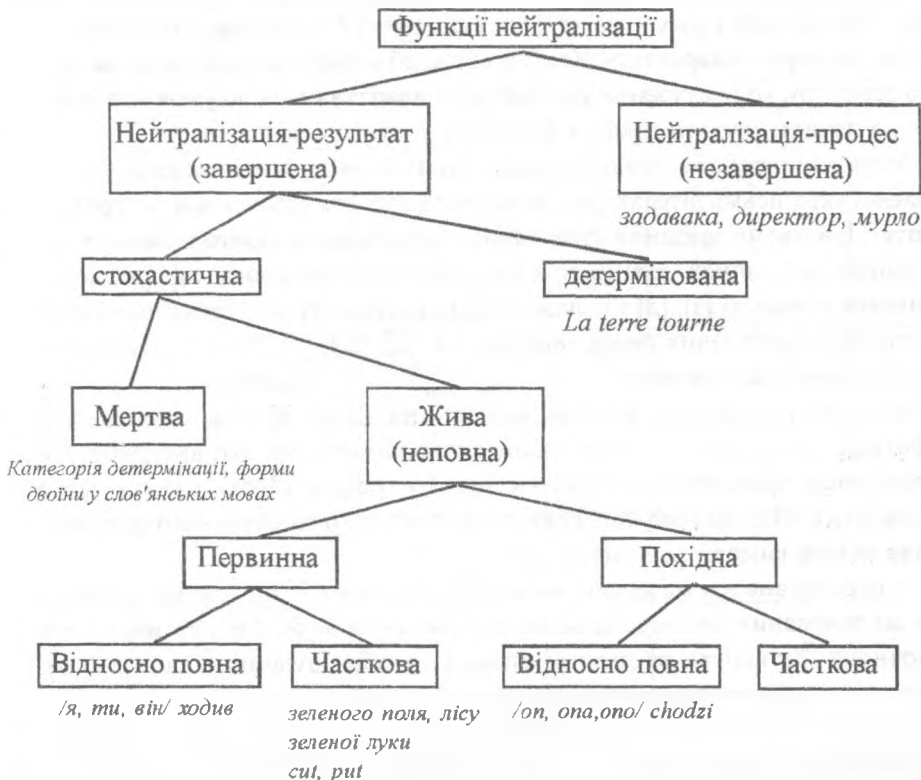 Функції нейтралізації
Нейтралізація-результат
(завершена)
Нейтралізація-процес
(незавершена)
задавака, директор, мурло
стохастична
детермінована
La terre tourne
Мертва
Жива
(неповна)
Категорія детермінації, форми
двоїни у слов'янських мовах
Первинна
Похідна
Відносно повна
Часткова
Відносно повна
Часткова
/я, ти, він/ ходив
зеленого поля, лісу
зеленої луки
cut, put
/on, ona,ono/ chodzi